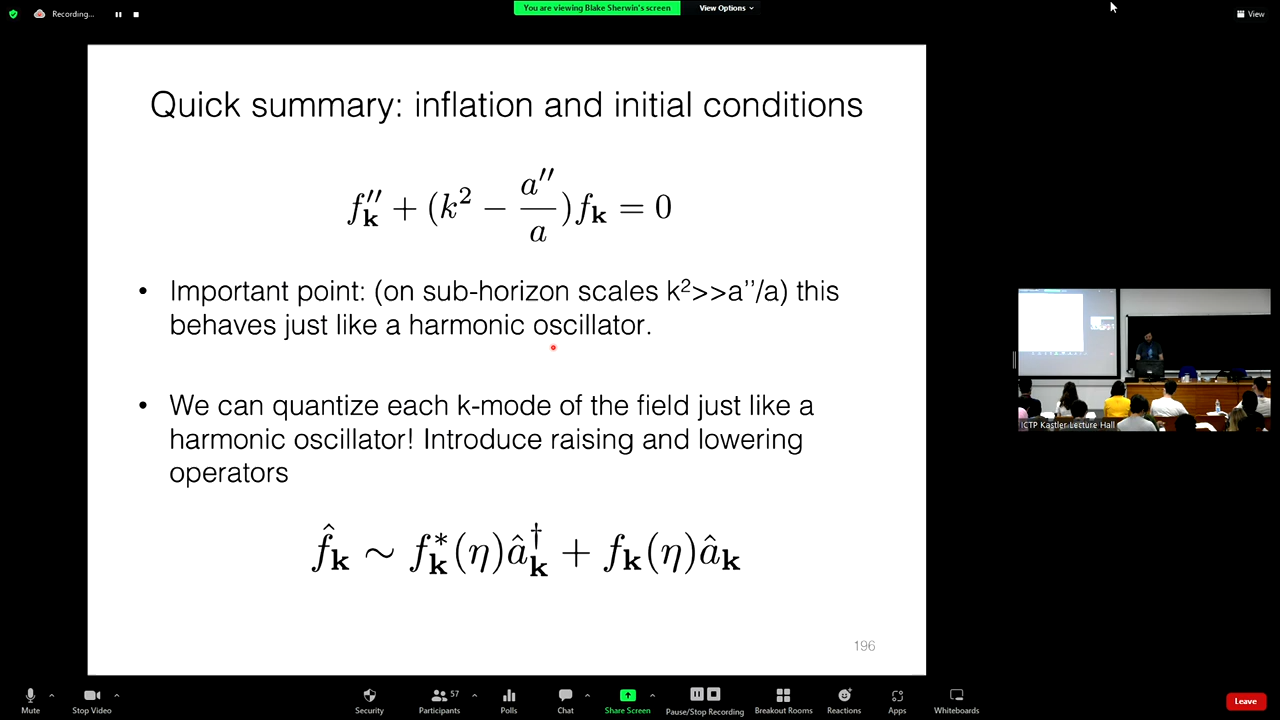 Recording...
You are viewing Blake Sherwin's screen
View Options
View
Quick summary: inflation and initial conditions
f''_k + (k² − a''/a)f_k = 0
• Important point: (on sub-horizon scales k²>>a’’/a) this
behaves just like a harmonic oscillator.
• We can quantize each k-mode of the field just like a
harmonic oscillator! Introduce raising and lowering
operators
f̂_k ∼ f*_k(η)â†_k + f_k(η)â_k
196
ICTP Kastler Lecture Hall
Mute
Stop Video
Security
Participants
57
Polls
Chat
Share Screen
Pause/Stop Recording
Breakout Rooms
Reactions
Apps
Whiteboards
Leave